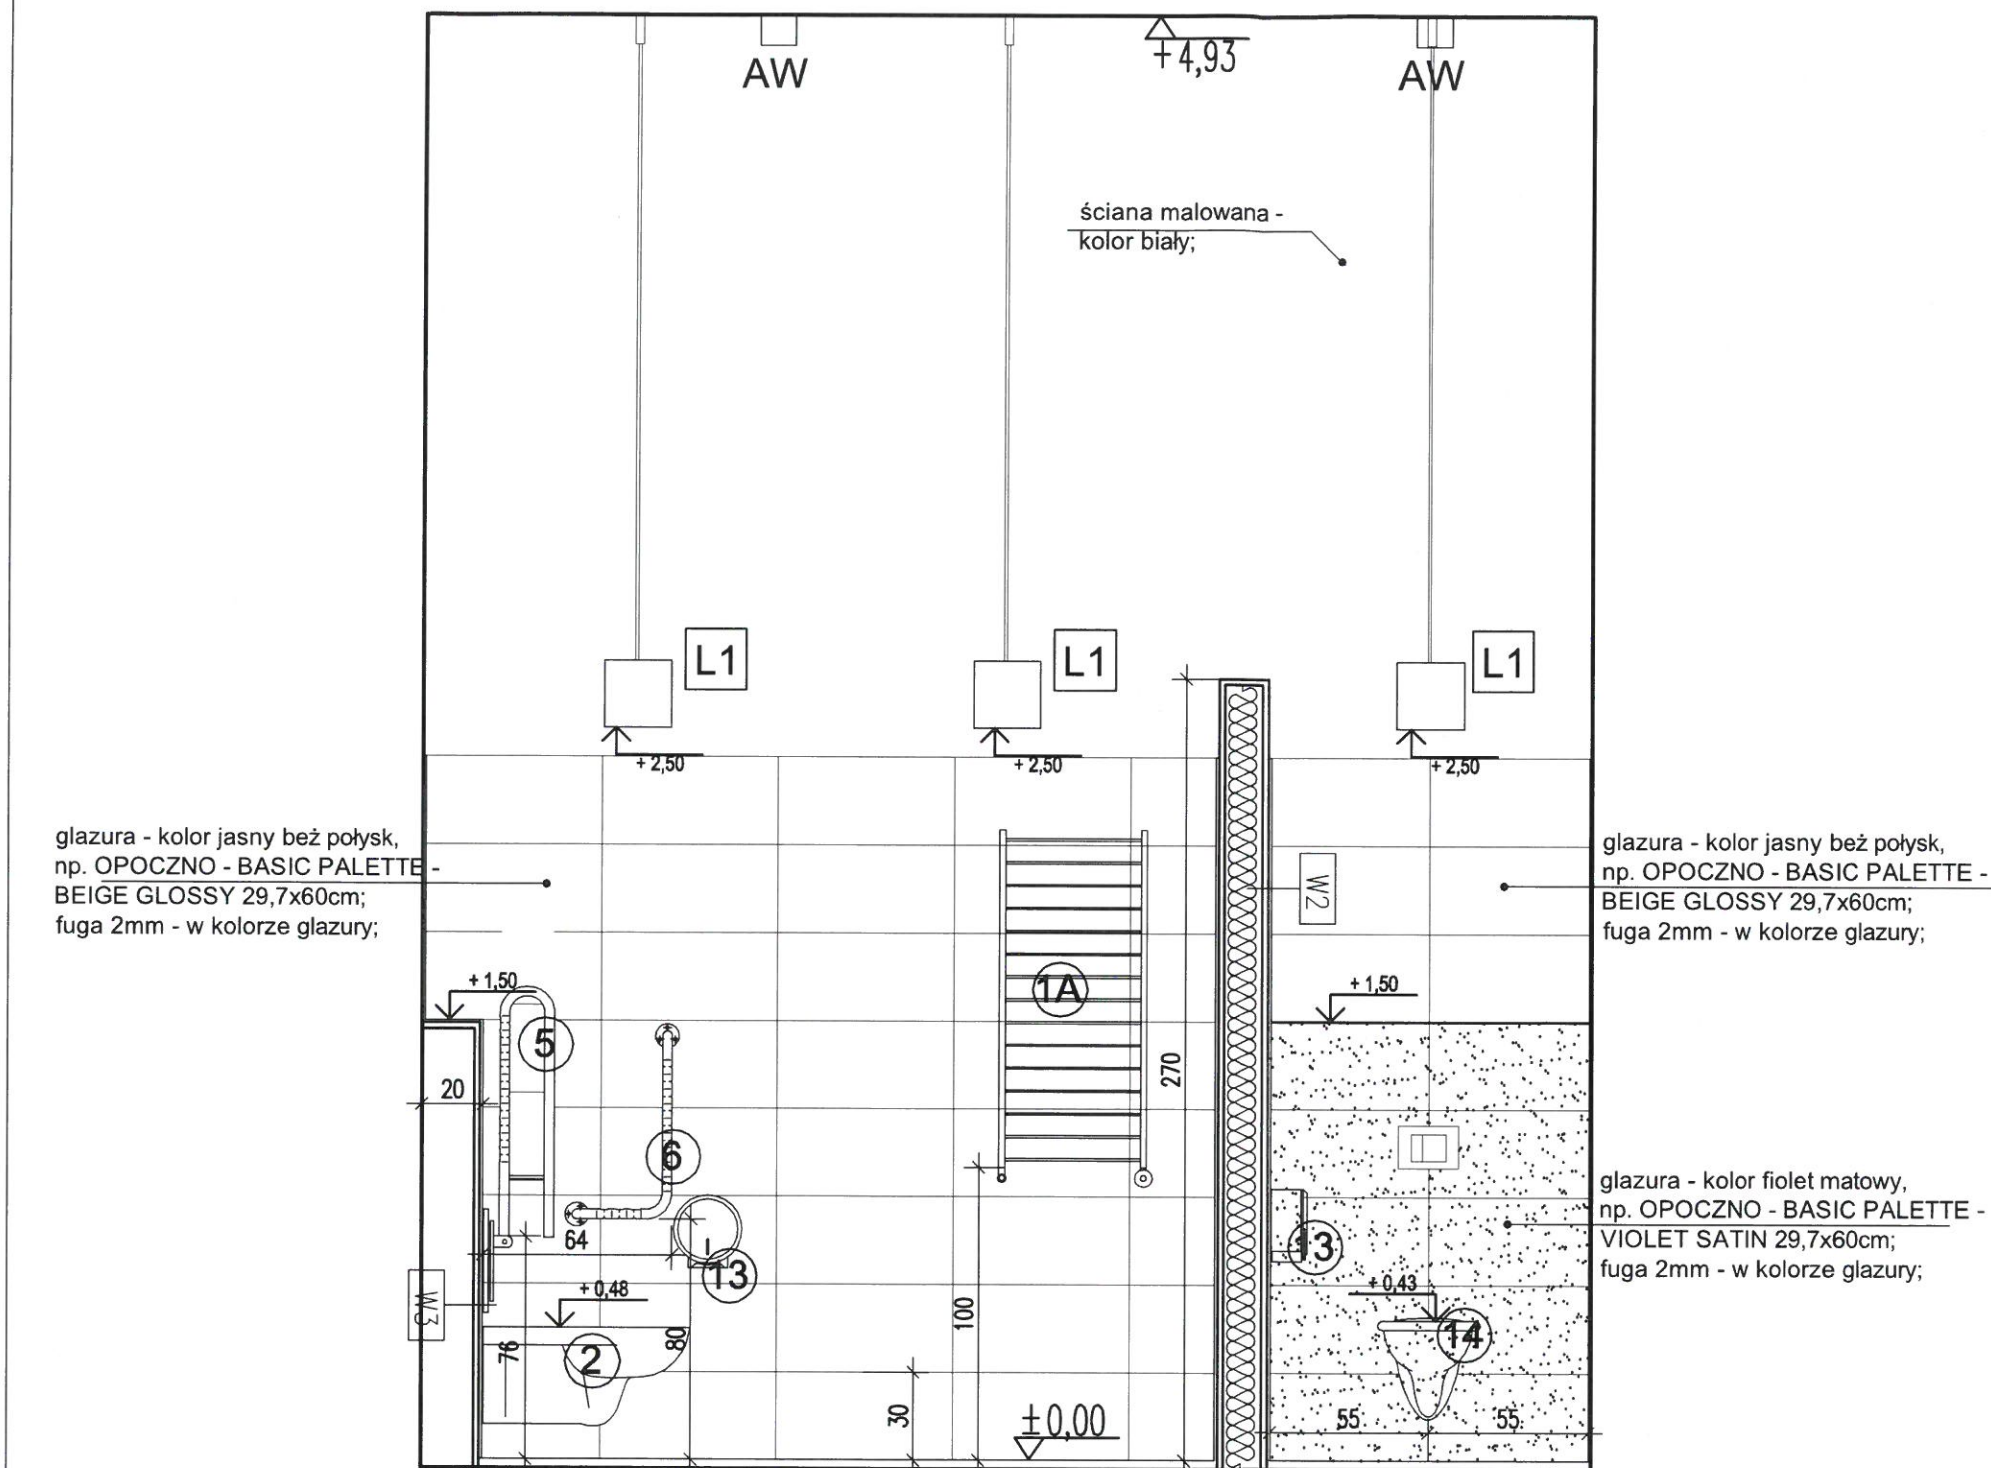 AW
+4,93
AW
ściana malowana -
kolor biały;
L1
L1
L1
+ 2,50
+ 2,50
+ 2,50
glazura - kolor jasny beż połysk,
np. OPOCZNO - BASIC PALETTE -
BEIGE GLOSSY 29,7x60cm;
fuga 2mm - w kolorze glazury;
glazura - kolor jasny beż połysk,
np. OPOCZNO - BASIC PALETTE -
BEIGE GLOSSY 29,7x60cm;
fuga 2mm - w kolorze glazury;
W2
+ 1,50
1A
+ 1,50
5
270
20
6
glazura - kolor fiolet matowy,
np. OPOCZNO - BASIC PALETTE -
VIOLET SATIN 29,7x60cm;
fuga 2mm - w kolorze glazury;
64
13
13
W3
+ 0,48
+ 0,43
100
76
2
80
14
30
±0,00
55
55